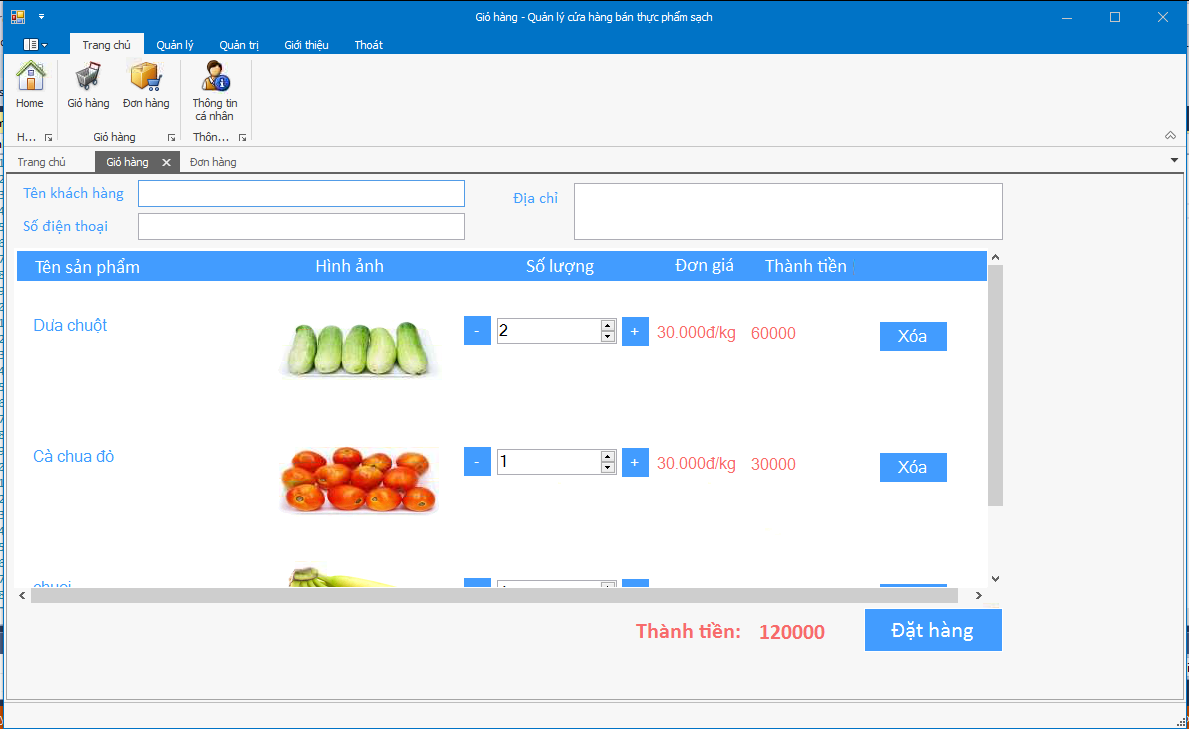 Giỏ hàng - Quản lý cửa hàng bán thực phẩm sạch
Trang chủ Quản lý Quản trị Giới thiệu Thoát
Home Giỏ hàng Đơn hàng Thông tin cá nhân
H... Giỏ hàng Thôn...
Trang chủ Giỏ hàng Đơn hàng
Tên khách hàng Địa chỉ
Số điện thoại
Tên sản phẩm Hình ảnh Số lượng Đơn giá Thành tiền
Dưa chuột - 2 + 30.000đ/kg 60000 Xóa
Cà chua đỏ - 1 + 30.000đ/kg 30000 Xóa
chuoi
Thành tiền: 120000 Đặt hàng